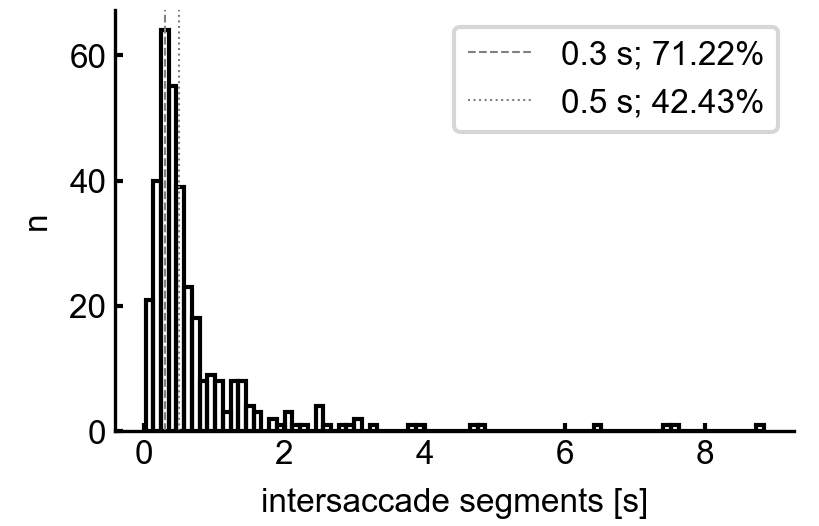 0.3 s; 71.22%
0.5 s; 42.43%
60
40
20
0
n
0 2 4 6 8
intersaccade segments [s]